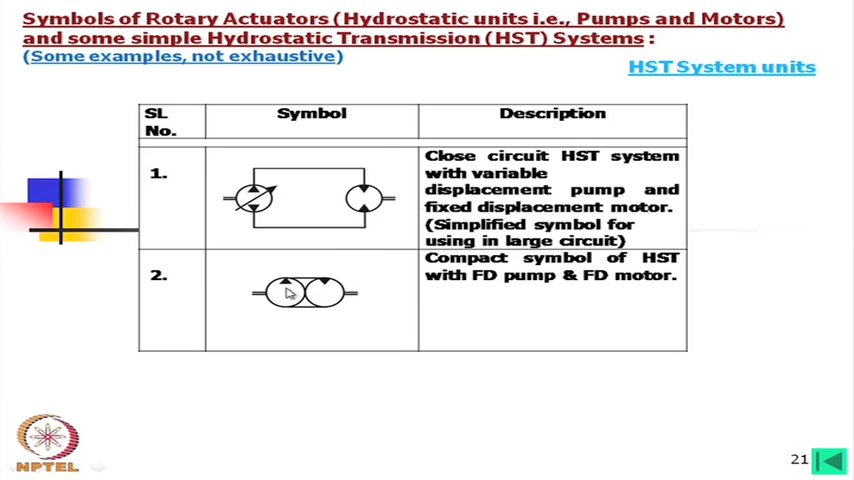 Symbols of Rotary Actuators (Hydrostatic units i.e., Pumps and Motors)
and some simple Hydrostatic Transmission (HST) Systems :
(Some examples, not exhaustive)
HST System units
SL No.
Symbol
Description
1.
Close circuit HST system
with variable
displacement pump and
fixed displacement motor.
(Simplified symbol for
using in large circuit)
2.
Compact symbol of HST
with FD pump & FD motor.
NPTEL
21